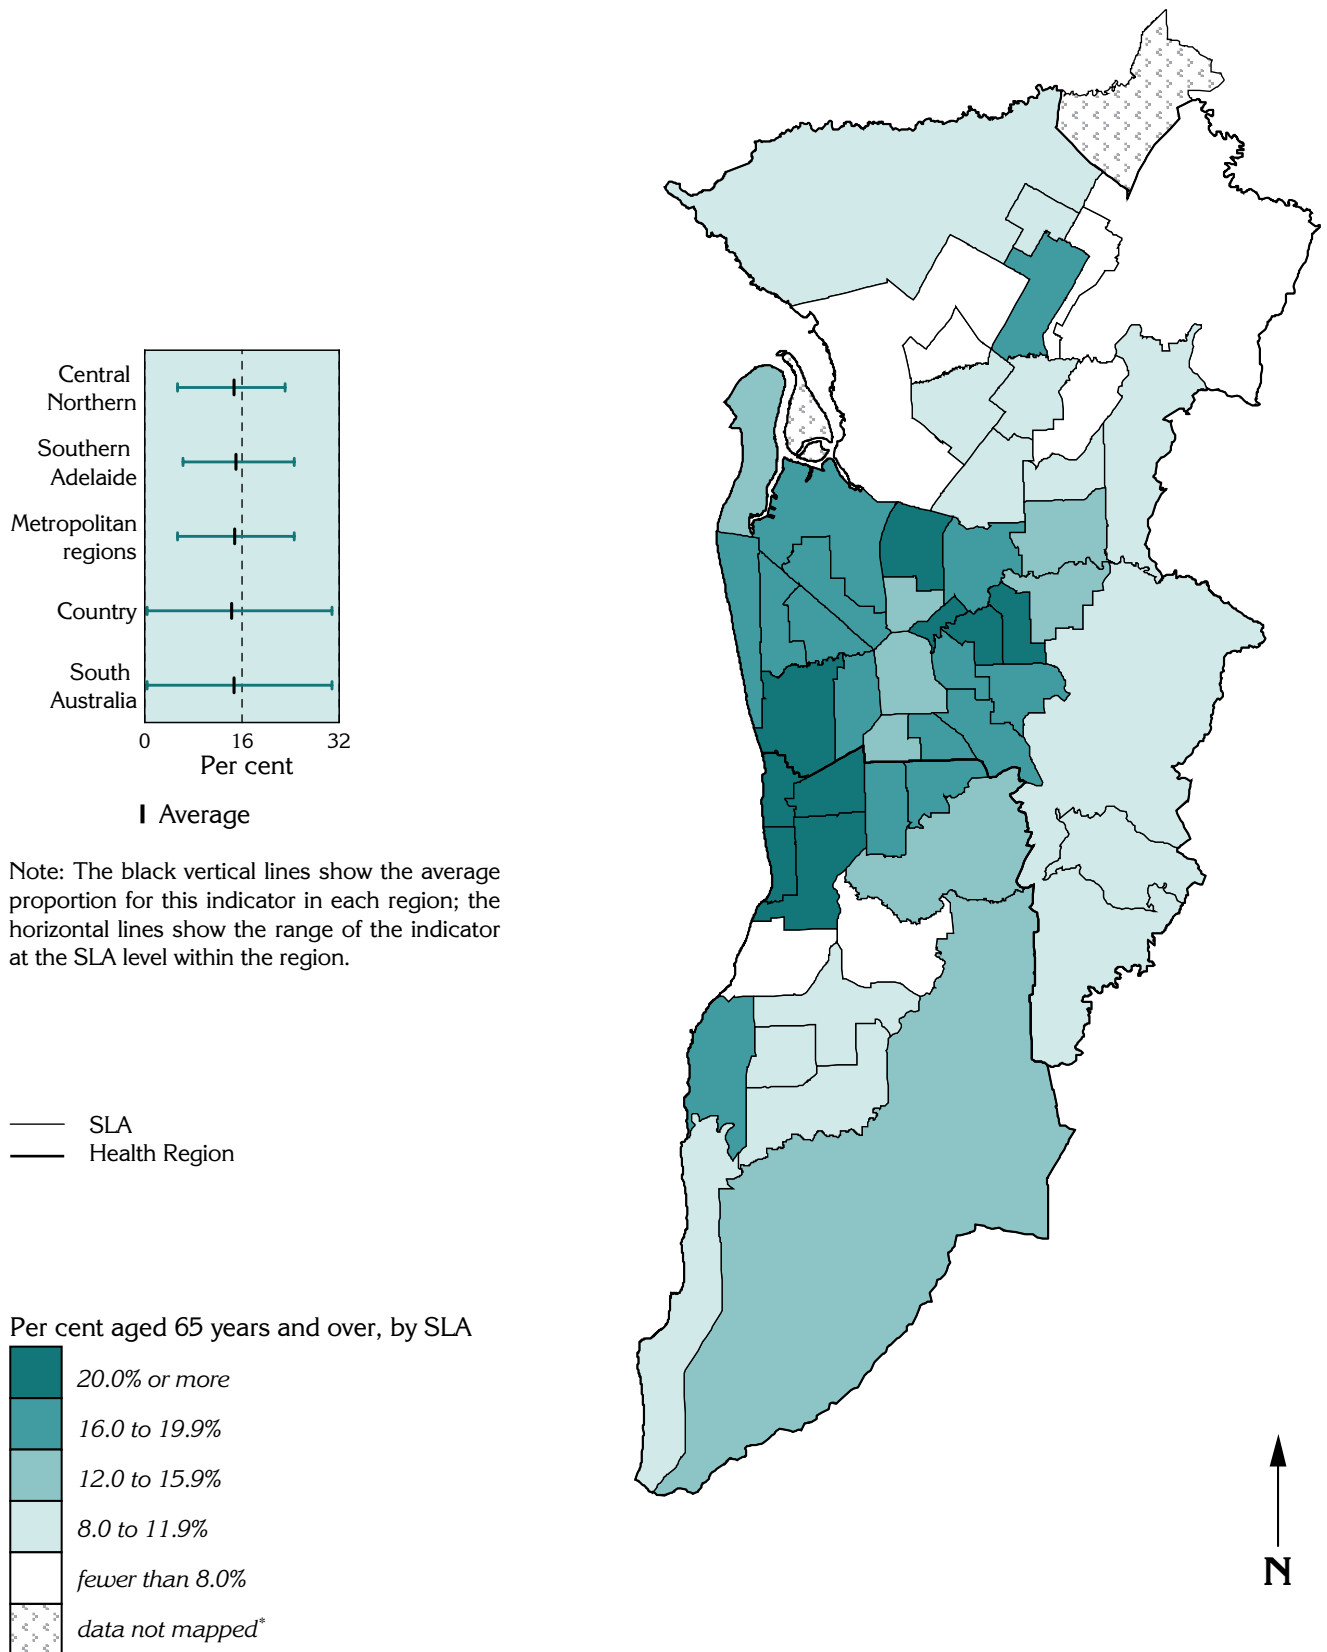 Central
Northern
Southern
Adelaide
Metropolitan
regions
Country
South
Australia
0 16 32
Per cent
Average
Note: The black vertical lines show the average
proportion for this indicator in each region; the
horizontal lines show the range of the indicator
at the SLA level within the region.
SLA
Health Region
Per cent aged 65 years and over, by SLA
20.0% or more
16.0 to 19.9%
12.0 to 15.9%
8.0 to 11.9%
fewer than 8.0%
data not mapped*
N